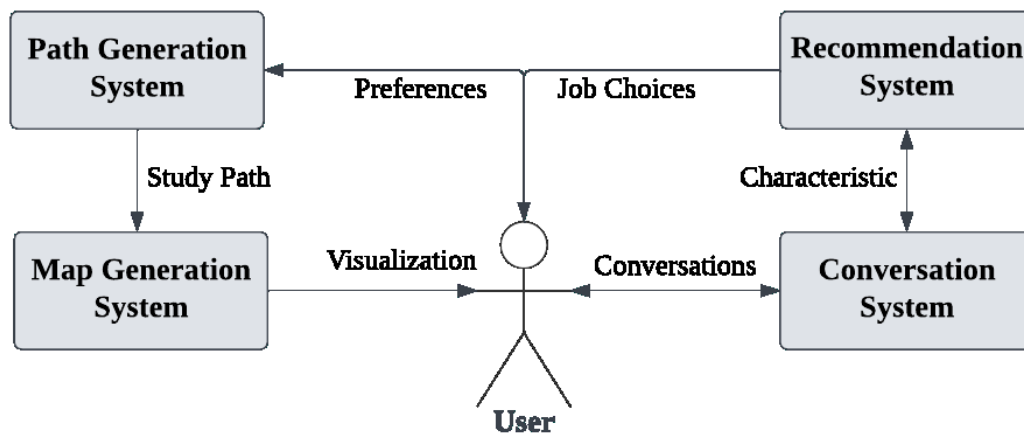 Path Generation
System
Recommendation
System
Preferences
Job Choices
Study Path
Characteristic
Map Generation
System
Visualization
Conversations
Conversation
System
User